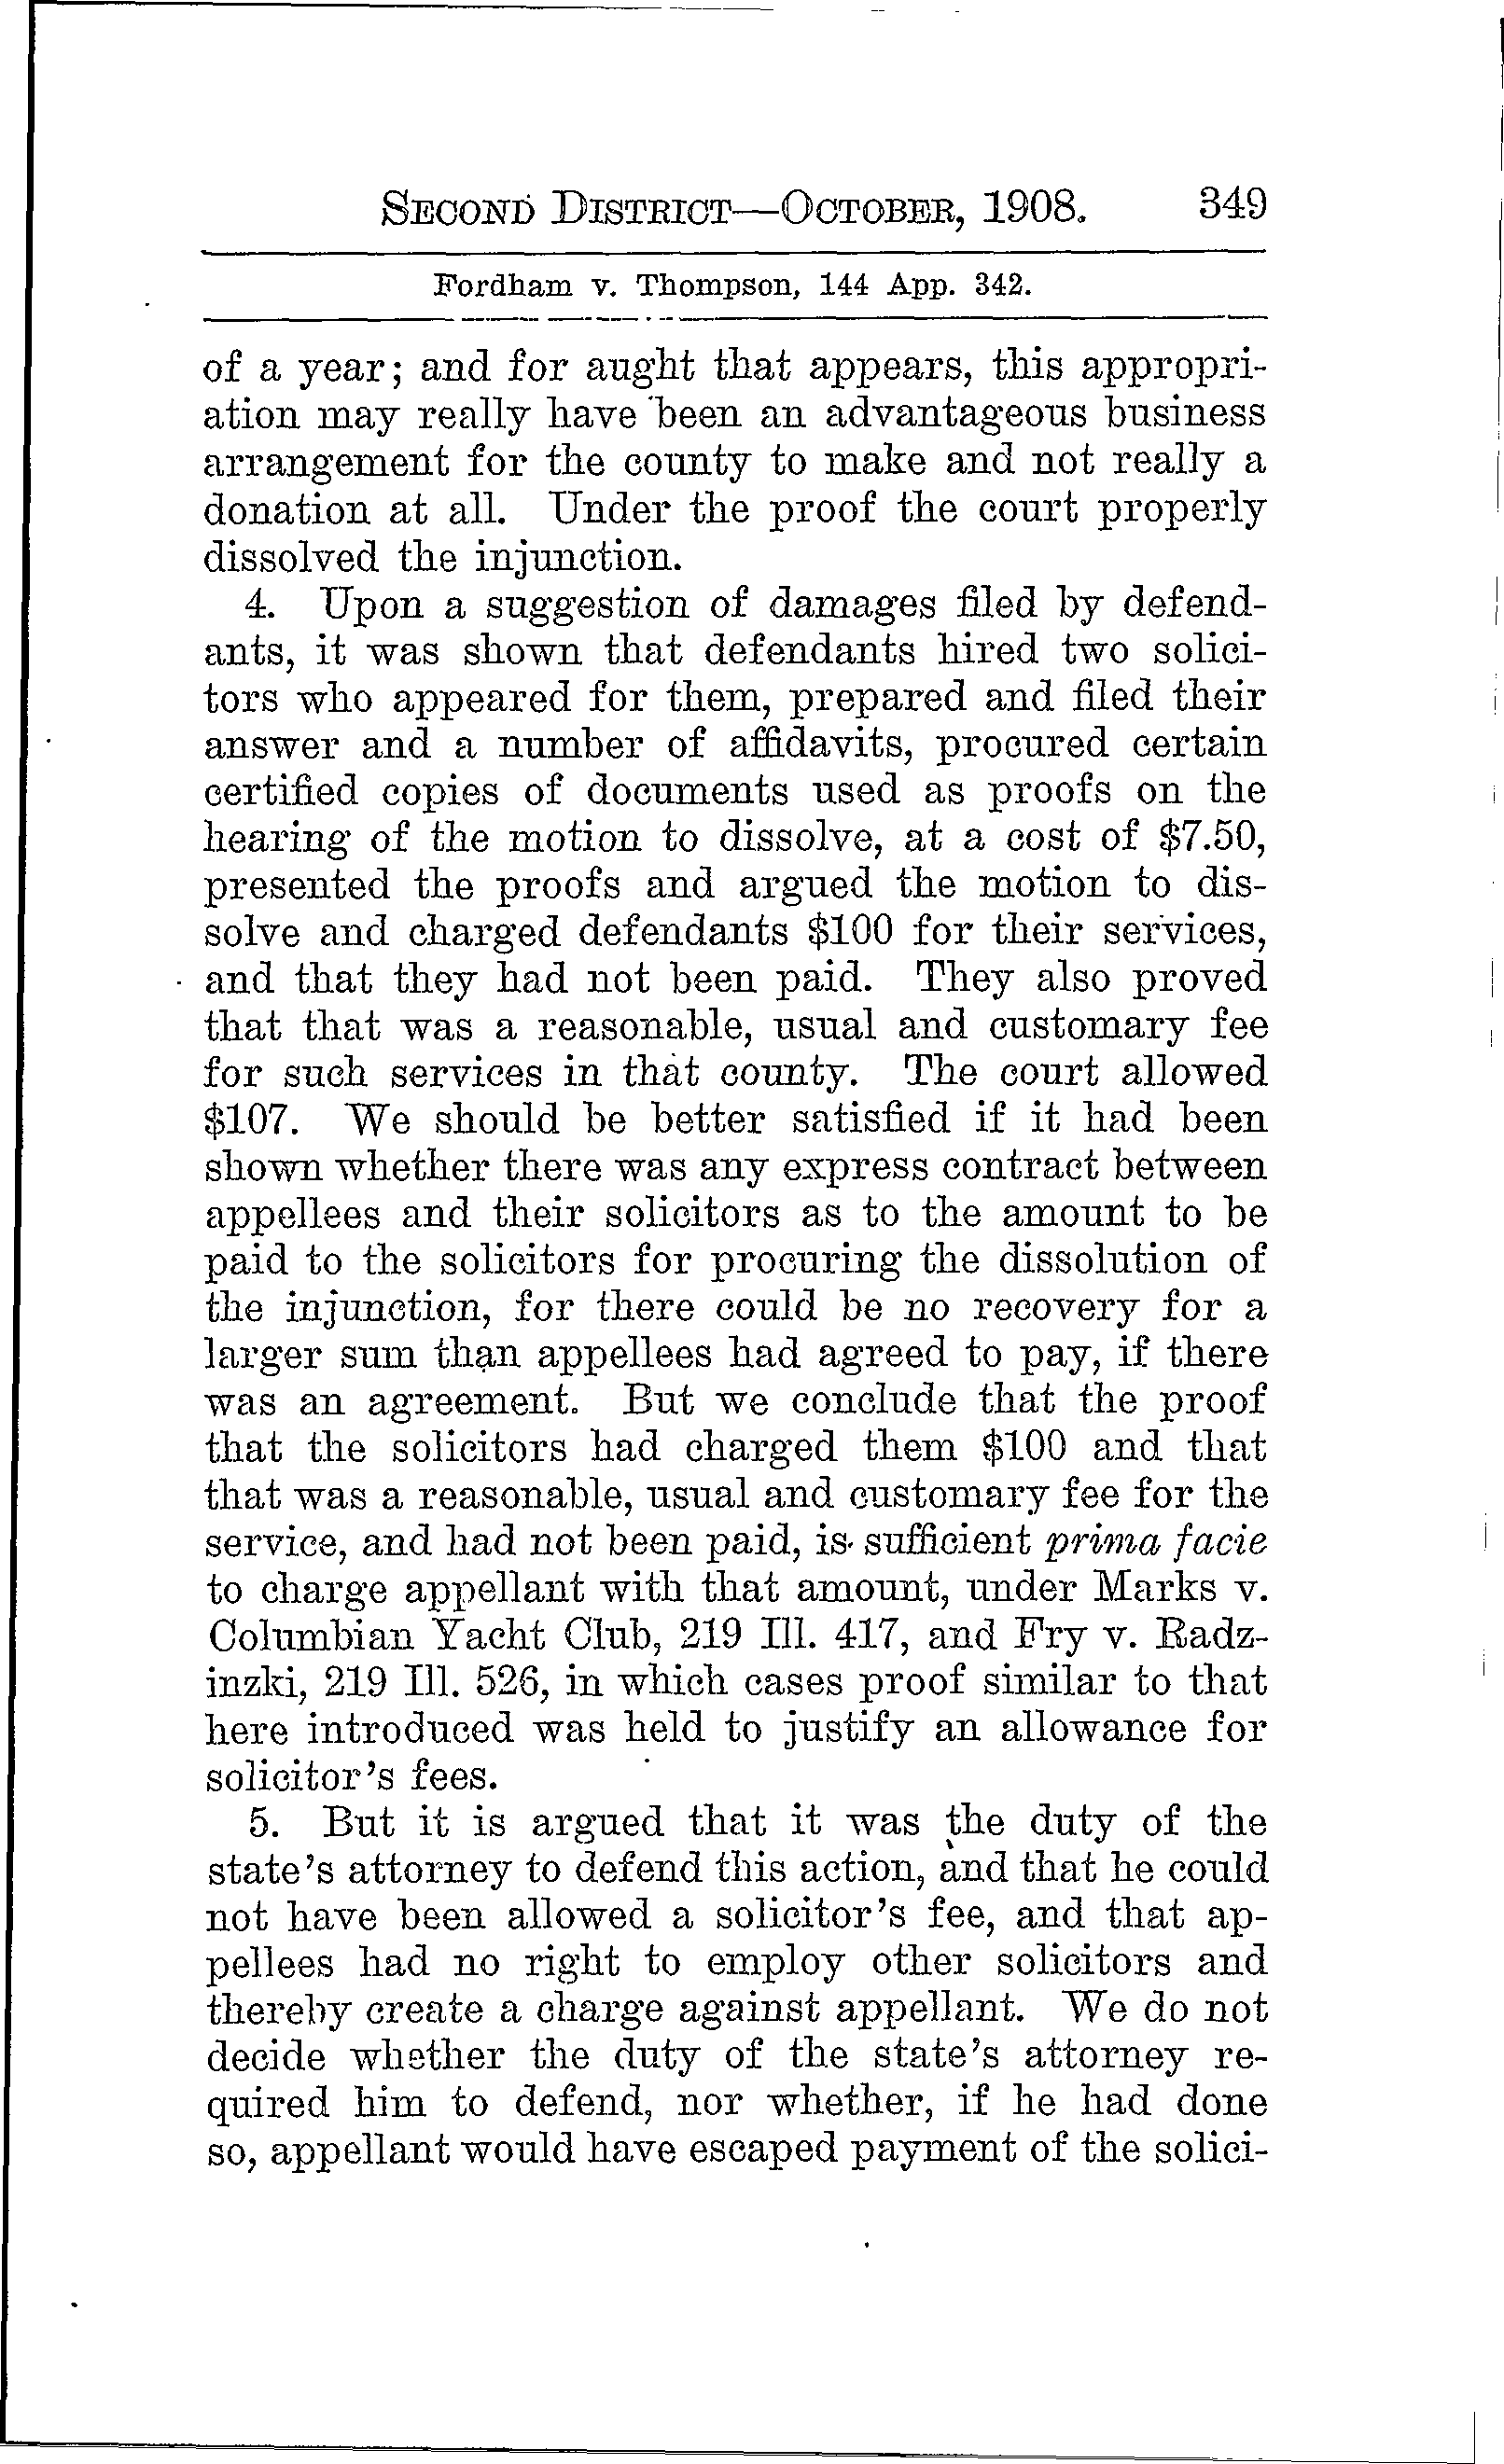 SECOND DISTRICT—OCTOBER, 1908. 349
Fordham v. Thompson, 144 App. 342.
of a year; and for aught that appears, this appropri-
ation may really have been an advantageous business
arrangement for the county to make and not really a
donation at all. Under the proof the court properly
dissolved the injunction.
4. Upon a suggestion of damages filed by defend-
ants, it was shown that defendants hired two solici-
tors who appeared for them, prepared and filed their
answer and a number of affidavits, procured certain
certified copies of documents used as proofs on the
hearing of the motion to dissolve, at a cost of $7.50,
presented the proofs and argued the motion to dis-
solve and charged defendants $100 for their services,
and that they had not been paid. They also proved
that that was a reasonable, usual and customary fee
for such services in that county. The court allowed
$107. We should be better satisfied if it had been
shown whether there was any express contract between
appellees and their solicitors as to the amount to be
paid to the solicitors for procuring the dissolution of
the injunction, for there could be no recovery for a
larger sum than appellees had agreed to pay, if there
was an agreement. But we conclude that the proof
that the solicitors had charged them $100 and that
that was a reasonable, usual and customary fee for the
service, and had not been paid, is sufficient prima facie
to charge appellant with that amount, under Marks v.
Columbian Yacht Club, 219 Ill. 417, and Fry v. Radz-
inzki, 219 Ill. 526, in which cases proof similar to that
here introduced was held to justify an allowance for
solicitor's fees.
5. But it is argued that it was the duty of the
state's attorney to defend this action, and that he could
not have been allowed a solicitor's fee, and that ap-
pellees had no right to employ other solicitors and
thereby create a charge against appellant. We do not
decide whether the duty of the state's attorney re-
quired him to defend, nor whether, if he had done
so, appellant would have escaped payment of the solici-